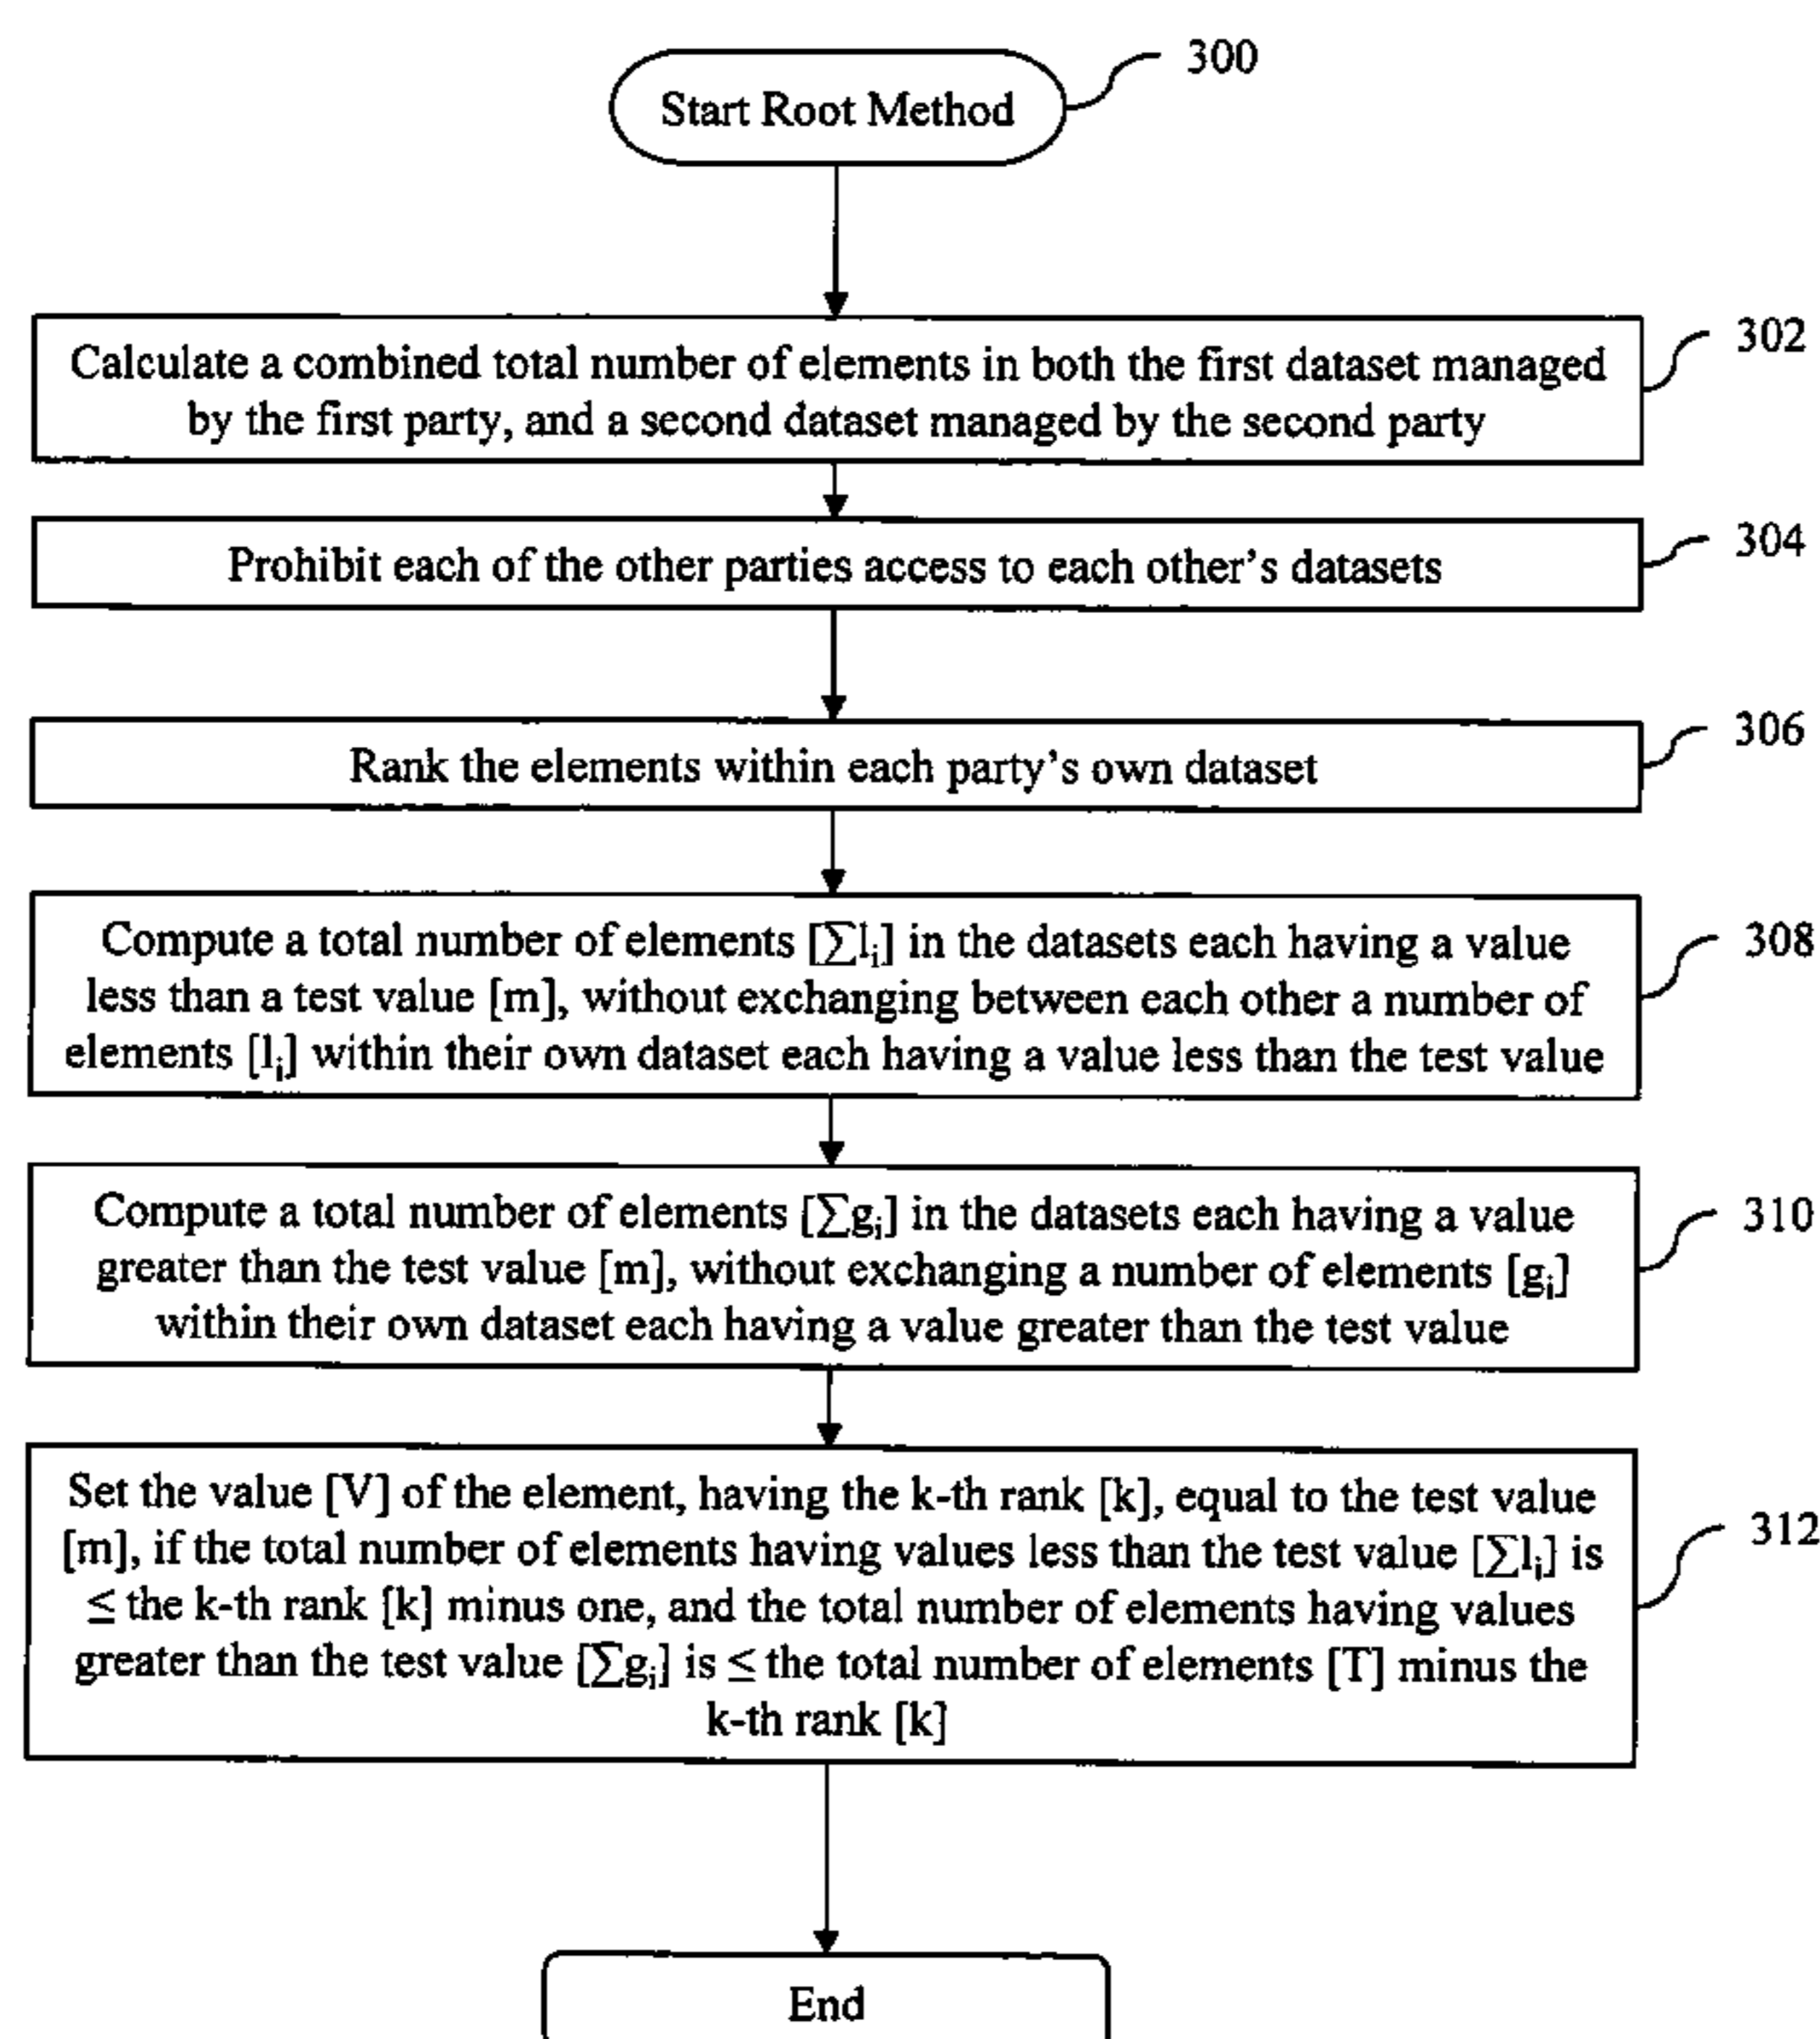 300
Start Root Method
302
Calculate a combined total number of elements in both the first dataset managed
by the first party, and a second dataset managed by the second party
304
Prohibit each of the other parties access to each other's datasets
306
Rank the elements within each party's own dataset
308
Compute a total number of elements [∑lᵢ] in the datasets each having a value
less than a test value [m], without exchanging between each other a number of
elements [lᵢ] within their own dataset each having a value less than the test value
310
Compute a total number of elements [∑gᵢ] in the datasets each having a value
greater than the test value [m], without exchanging a number of elements [gᵢ]
within their own dataset each having a value greater than the test value
312
Set the value [V] of the element, having the k-th rank [k], equal to the test value
[m], if the total number of elements having values less than the test value [∑lᵢ] is
≤ the k-th rank [k] minus one, and the total number of elements having values
greater than the test value [∑gᵢ] is ≤ the total number of elements [T] minus the
k-th rank [k]
End